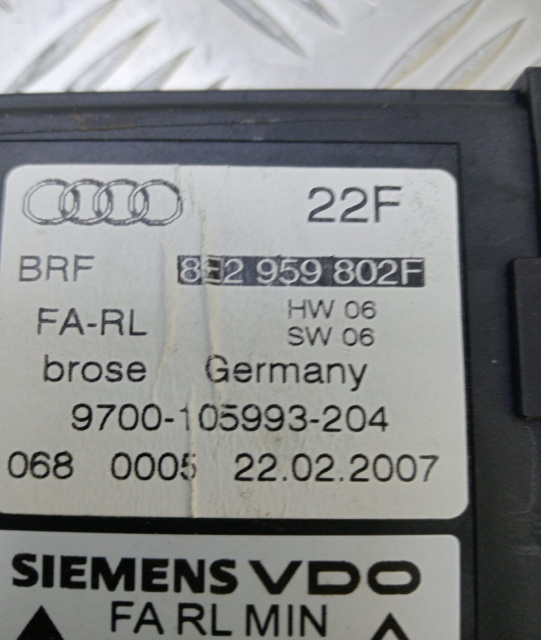 22F
BRF 8E2 959 802F
FA-RL HW 06
SW 06
brose Germany
9700-105993-204
068 0005 22.02.2007
SIEMENS VDO
FA RL MIN